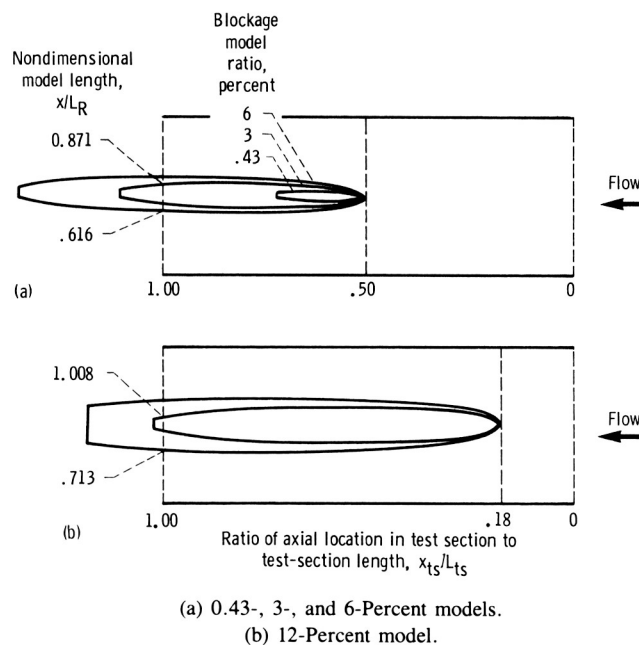 Nondimensional
model length,
x/L_R
Blockage
model
ratio,
percent
6
3
.43
0.871
.616
Flow
(a)
1.00
.50
0
1.008
.713
Flow
(b)
1.00
.18
0
Ratio of axial location in test section to
test-section length, x_ts/L_ts
(a) 0.43-, 3-, and 6-Percent models.
(b) 12-Percent model.